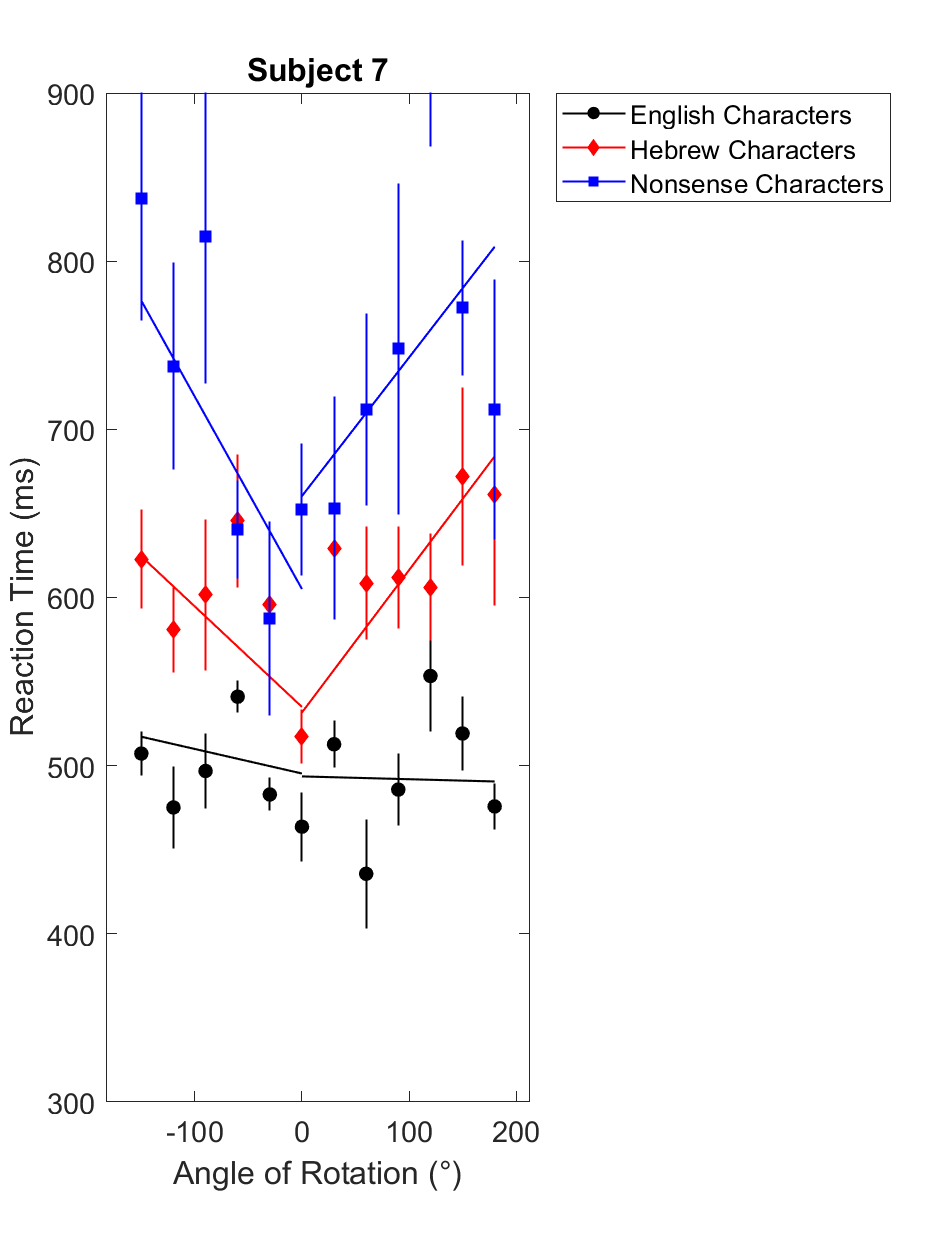 Subject 7
English Characters
Hebrew Characters
Nonsense Characters
900
800
700
600
500
400
300
Reaction Time (ms)
-100 0 100 200
Angle of Rotation (°)